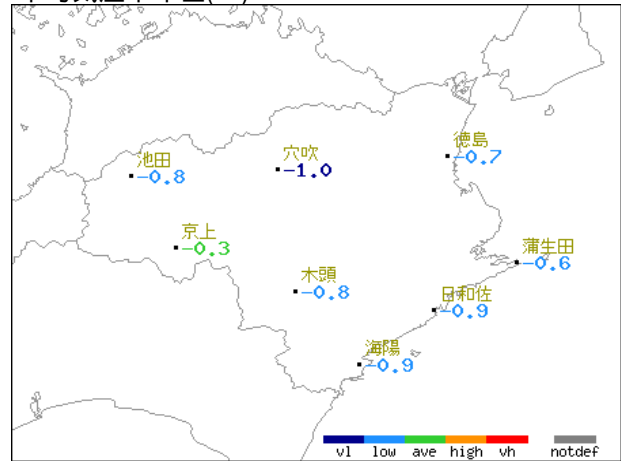 徳島
-0.7
穴吹
-1.0
池田
-0.8
京上
-0.3
蒲生田
-0.6
木頭
-0.8
日和佐
-0.9
海陽
-0.9
vl low ave high vh notdef